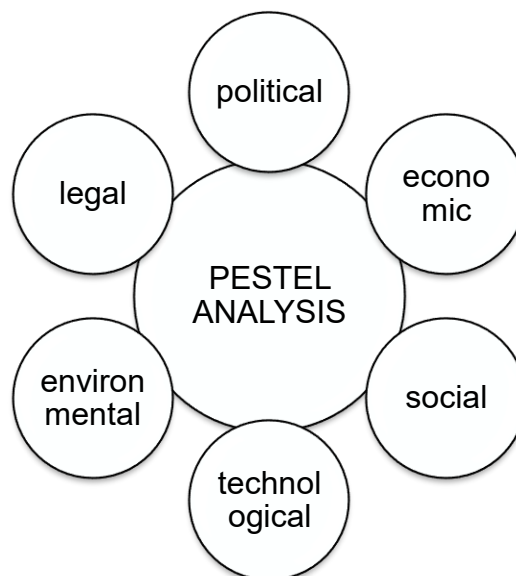 political
legal
econo
mic
PESTEL
ANALYSIS
environ
mental
social
technol
ogical